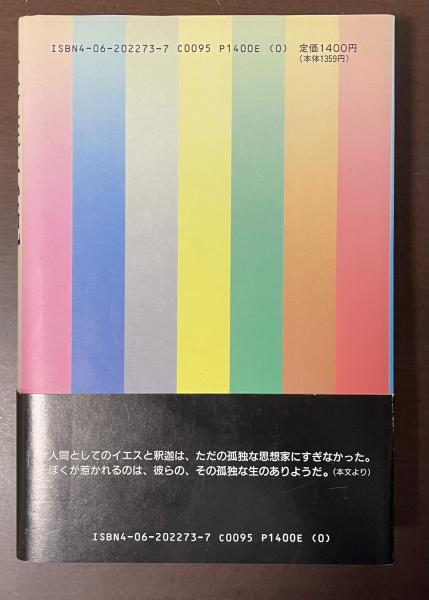 ISBN4-06-202273-7 C0095 P1400E (0) 定価1400円
(本体1359円)
人間としてのイエスと釈迦は、ただの孤独な思想家にすぎなかった。
ぼくが惹かれるのは、彼らの、その孤独な生のありようだ。(本文より)
ISBN4-06-202273-7 C0095 P1400E (0)